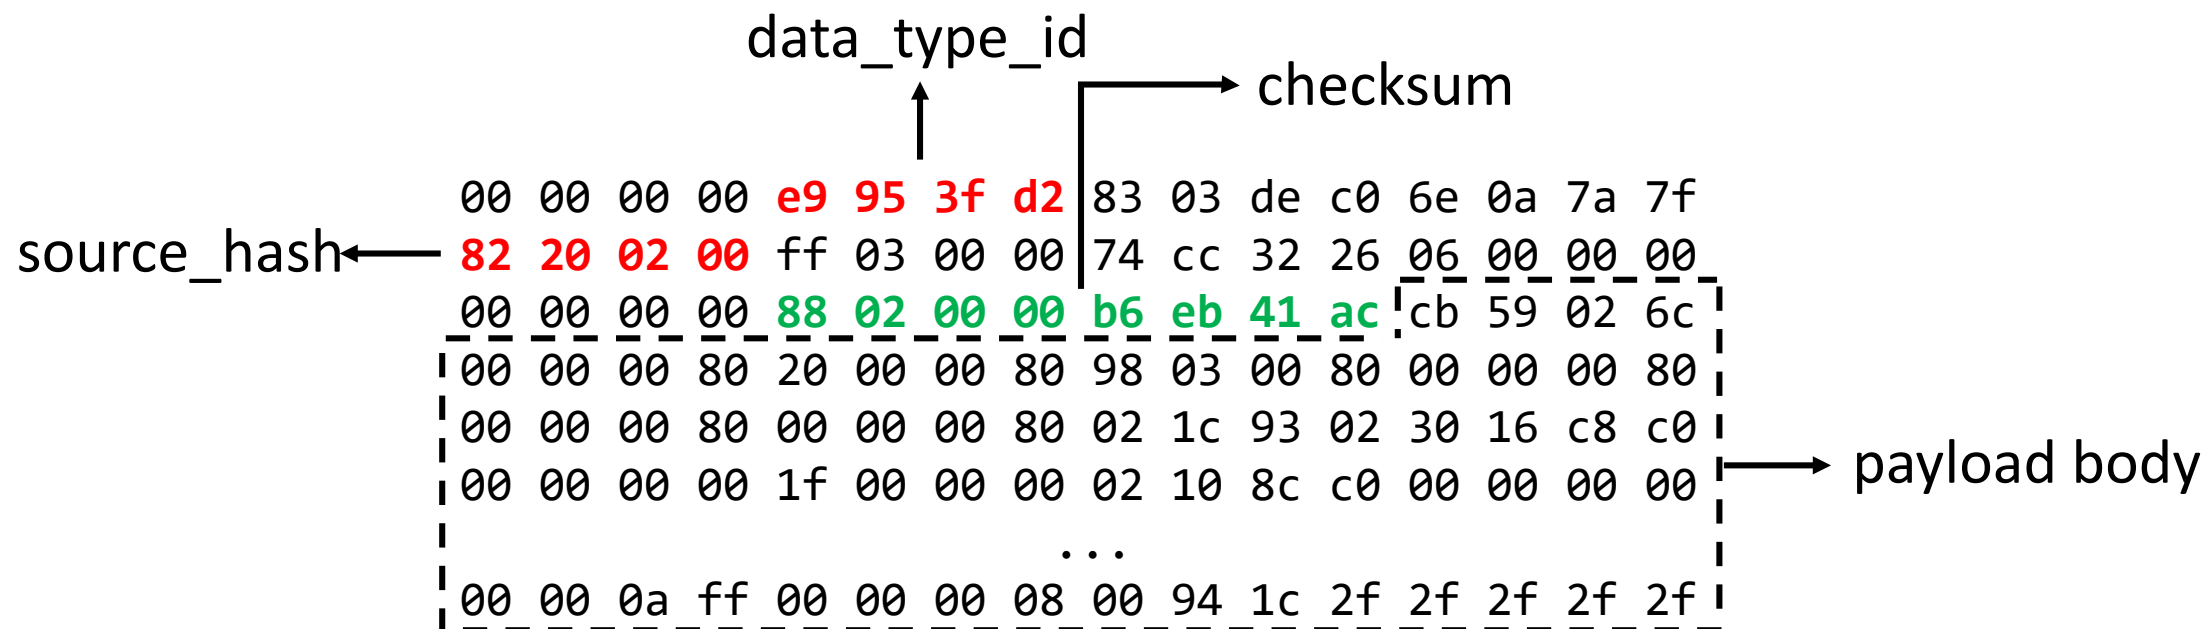 data_type_id
checksum
00 00 00 00 e9 95 3f d2 83 03 de c0 6e 0a 7a 7f
source_hash
82 20 02 00 ff 03 00 00 74 cc 32 26 06 00 00 00
00 00 00 00 88 02 00 00 b6 eb 41 ac cb 59 02 6c
00 00 00 80 20 00 00 80 98 03 00 80 00 00 00 80
00 00 00 80 00 00 00 80 02 1c 93 02 30 16 c8 c0
payload body
00 00 00 00 1f 00 00 00 02 10 8c c0 00 00 00 00
...
00 00 0a ff 00 00 00 08 00 94 1c 2f 2f 2f 2f 2f